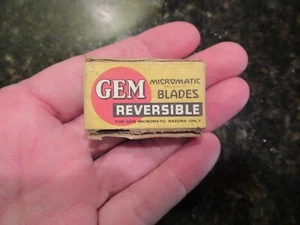 GEM
MICROMATIC
BLADES
REVERSIBLE
FOR GEM MICROMATIC RAZORS ONLY